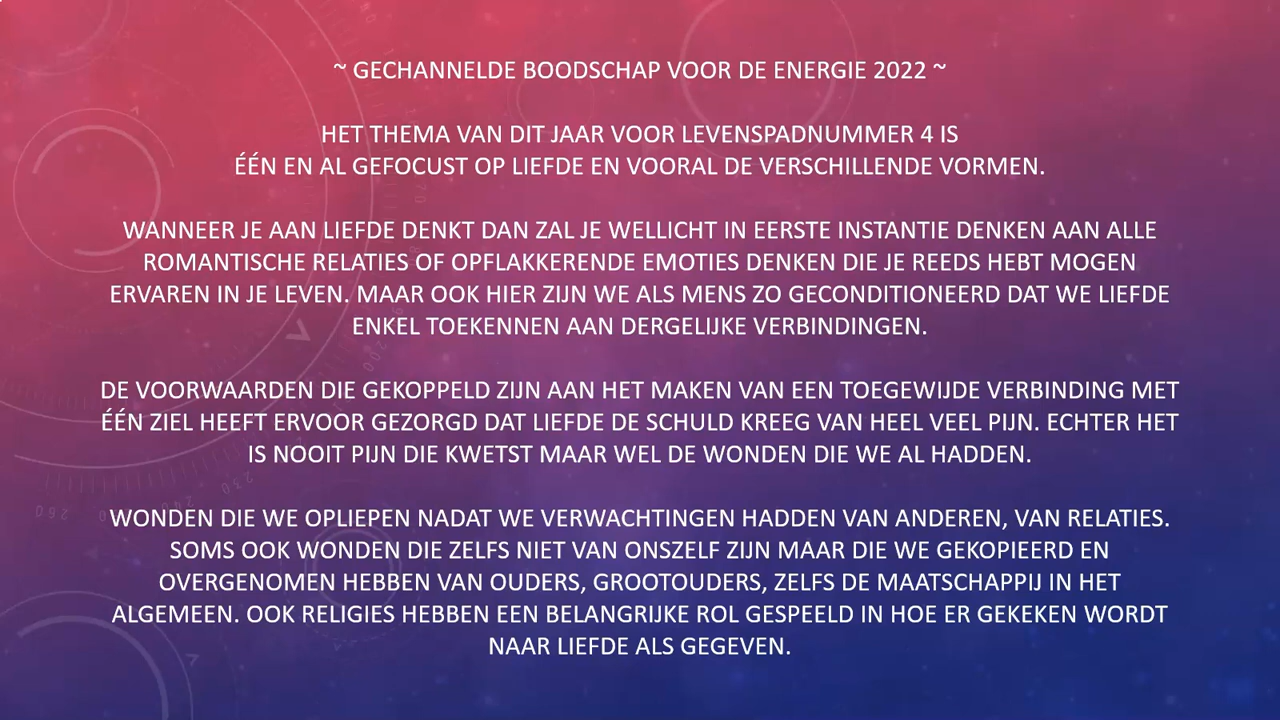 ~ GECHANNELDE BOODSCHAP VOOR DE ENERGIE 2022 ~
HET THEMA VAN DIT JAAR VOOR LEVENSPADNUMMER 4 IS
ÉÉN EN AL GEFOCUST OP LIEFDE EN VOORAL DE VERSCHILLENDE VORMEN.
WANNEER JE AAN LIEFDE DENKT DAN ZAL JE WELLICHT IN EERSTE INSTANTIE DENKEN AAN ALLE
ROMANTISCHE RELATIES OF OPFLAKKERENDE EMOTIES DENKEN DIE JE REEDS HEBT MOGEN
ERVAREN IN JE LEVEN. MAAR OOK HIER ZIJN WE ALS MENS ZO GECONDITIONEERD DAT WE LIEFDE
ENKEL TOEKENNEN AAN DERGELIJKE VERBINDINGEN.
DE VOORWAARDEN DIE GEKOPPELD ZIJN AAN HET MAKEN VAN EEN TOEGEWIJDE VERBINDING MET
ÉÉN ZIEL HEEFT ERVOOR GEZORGD DAT LIEFDE DE SCHULD KREEG VAN HEEL VEEL PIJN. ECHTER HET
IS NOOIT PIJN DIE KWETST MAAR WEL DE WONDEN DIE WE AL HADDEN.
WONDEN DIE WE OPLIEPEN NADAT WE VERWACHTINGEN HADDEN VAN ANDEREN, VAN RELATIES.
SOMS OOK WONDEN DIE ZELFS NIET VAN ONSZELF ZIJN MAAR DIE WE GEKOPIEERD EN
OVERGENOMEN HEBBEN VAN OUDERS, GROOTOUDERS, ZELFS DE MAATSCHAPPIJ IN HET
ALGEMEEN. OOK RELIGIES HEBBEN EEN BELANGRIJKE ROL GESPEELD IN HOE ER GEKEKEN WORDT
NAAR LIEFDE ALS GEGEVEN.